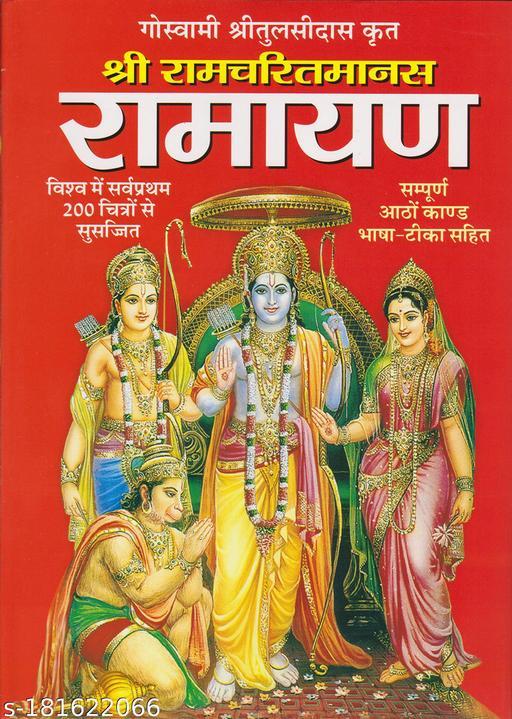 गोस्वामी श्रीतुलसीदास कृत
श्री रामचरितमानस
रामायण
विश्व में सर्वप्रथम
200 चित्रों से
सुसज्जित
सम्पूर्ण
आठों काण्ड
भाषा-टीका सहित
s-181622066